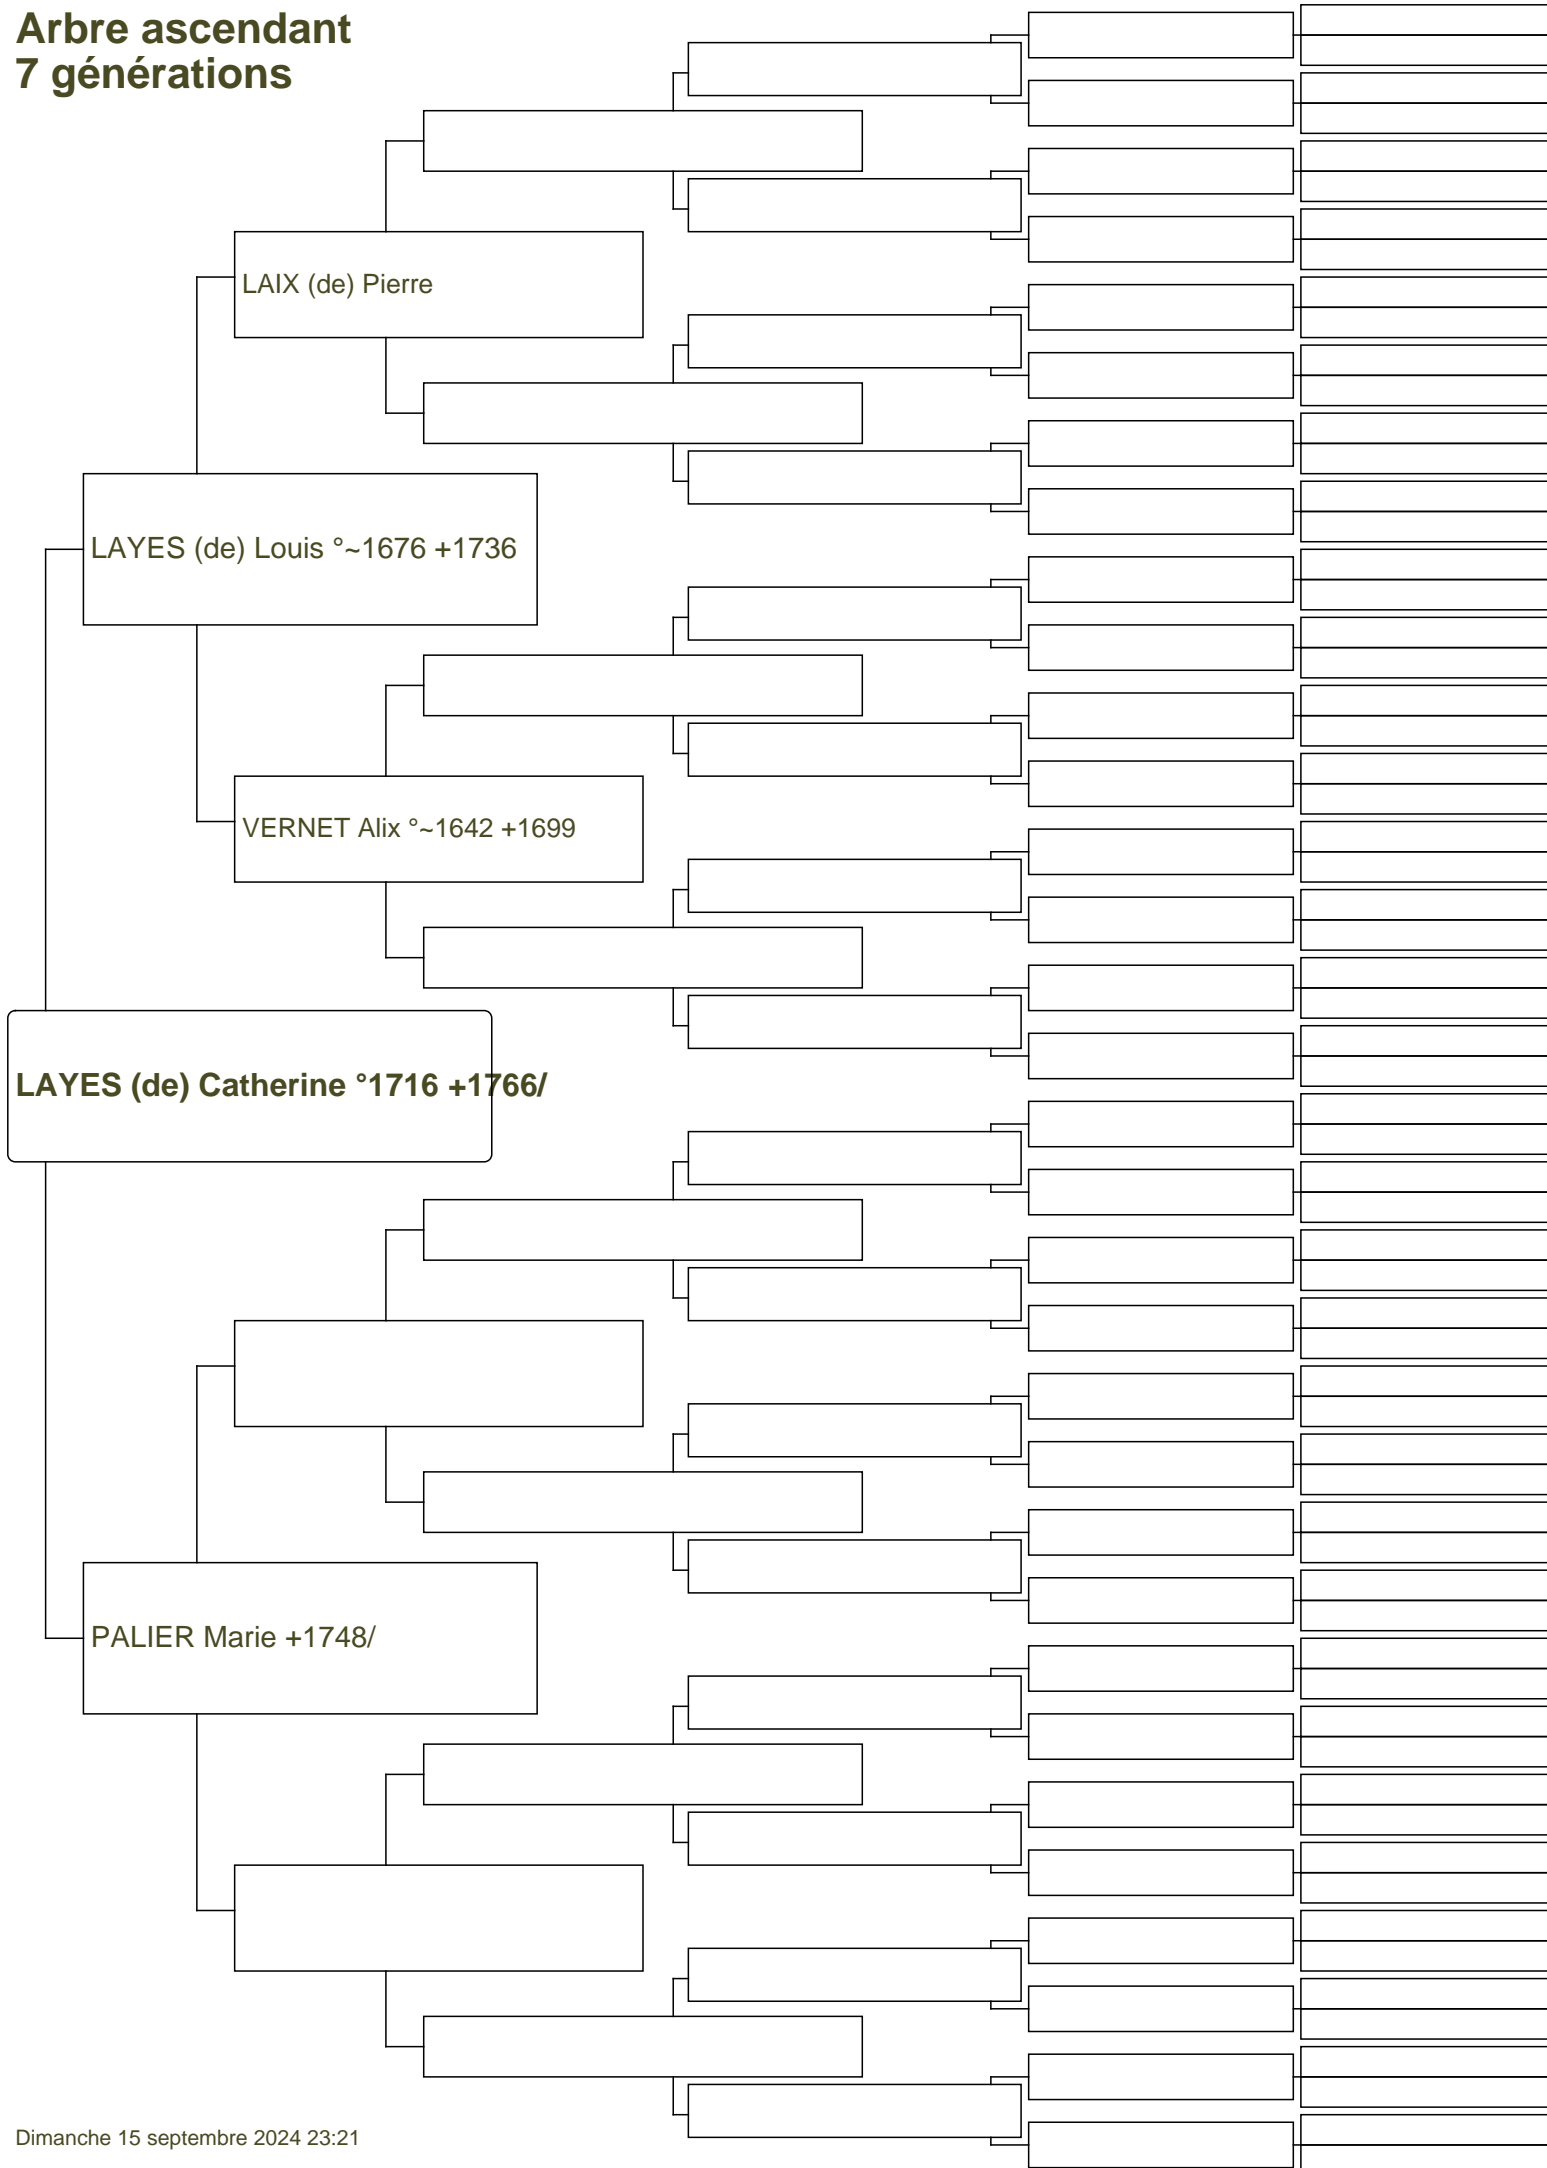 Arbre ascendant
7 générations
LAIX (de) Pierre
LAYES (de) Louis °~1676 +1736
VERNET Alix °~1642 +1699
LAYES (de) Catherine °1716 +1766/
PALIER Marie +1748/
Dimanche 15 septembre 2024 23:21